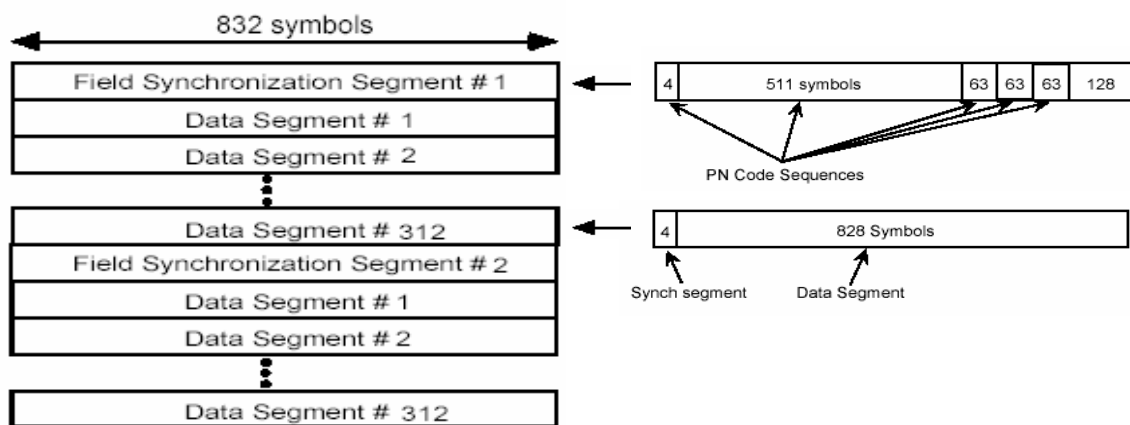 832 symbols
Field Synchronization Segment # 1
Data Segment # 1
Data Segment # 2
Data Segment # 312
Field Synchronization Segment # 2
Data Segment # 1
Data Segment # 2
Data Segment # 312
4 511 symbols 63 63 63 128
PN Code Sequences
4 828 Symbols
Synch segment Data Segment